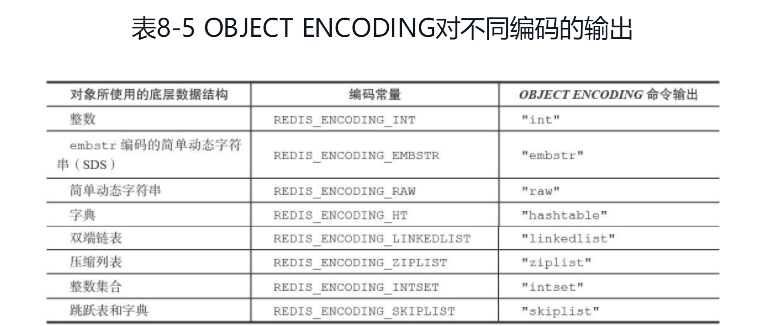 表8-5 OBJECT ENCODING对不同编码的输出
对象所使用的底层数据结构 编码常量 OBJECT ENCODING 命令输出
整数 REDIS_ENCODING_INT "int"
embstr 编码的简单动态字符
串（SDS） REDIS_ENCODING_EMBSTR "embstr"
简单动态字符串 REDIS_ENCODING_RAW "raw"
字典 REDIS_ENCODING_HT "hashtable"
双端链表 REDIS_ENCODING_LINKEDLIST "linkedlist"
压缩列表 REDIS_ENCODING_ZIPLIST "ziplist"
整数集合 REDIS_ENCODING_INTSET "intset"
跳跃表和字典 REDIS_ENCODING_SKIPLIST "skiplist"